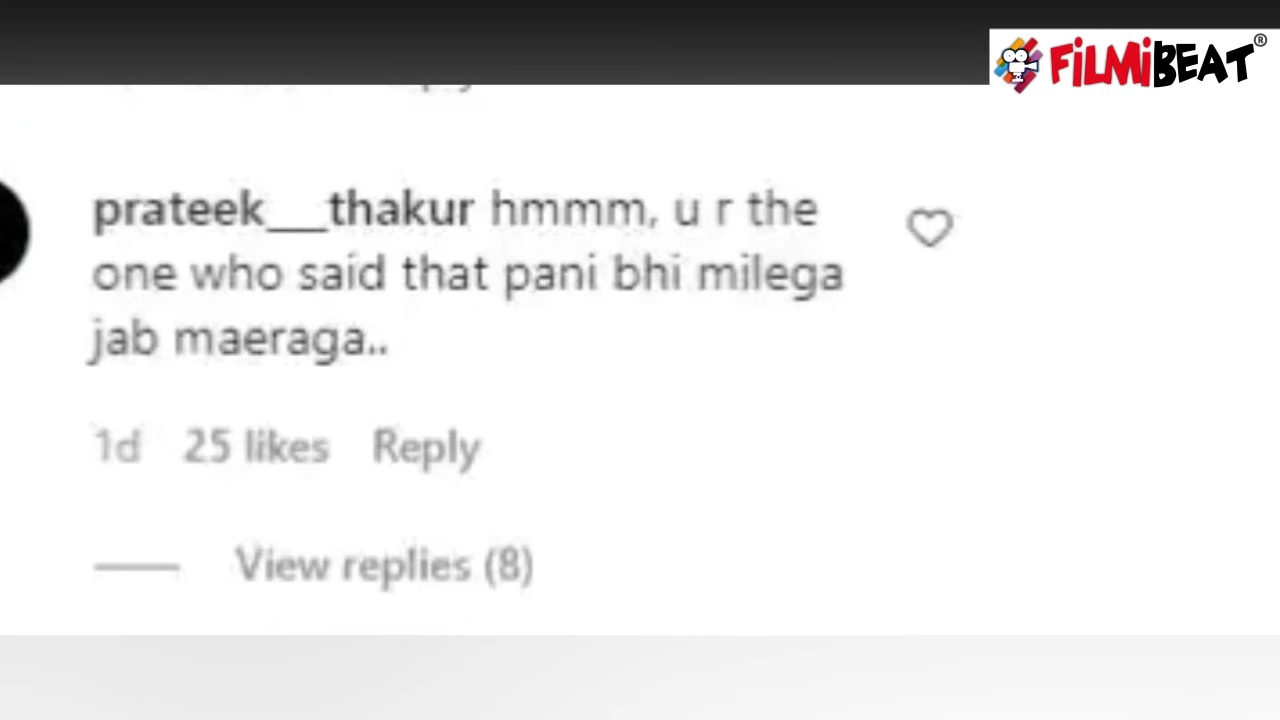 FiLMiBEAT®
prateek___thakur hmmm, u r the
one who said that pani bhi milega
jab maeraga..
1d 25 likes Reply
View replies (8)